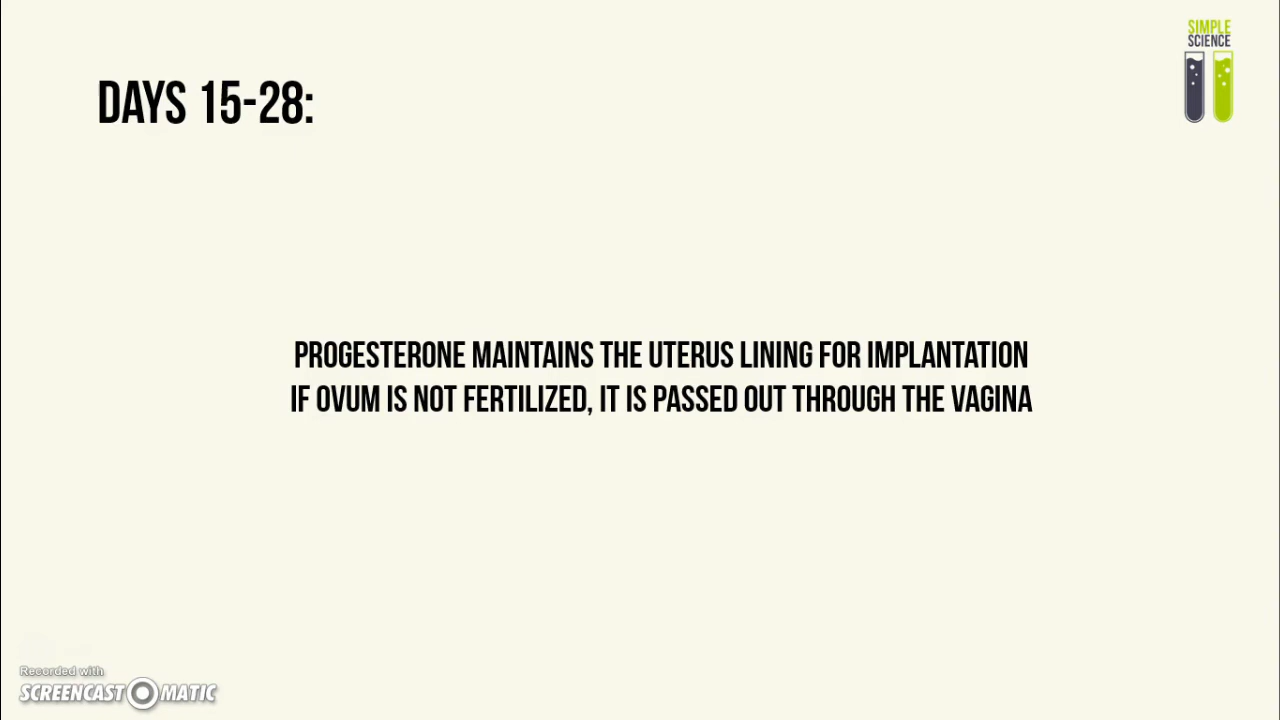 SIMPLE
SCIENCE
DAYS 15-28:
PROGESTERONE MAINTAINS THE UTERUS LINING FOR IMPLANTATION
IF OVUM IS NOT FERTILIZED, IT IS PASSED OUT THROUGH THE VAGINA
Recorded with
SCREENCAST MATIC